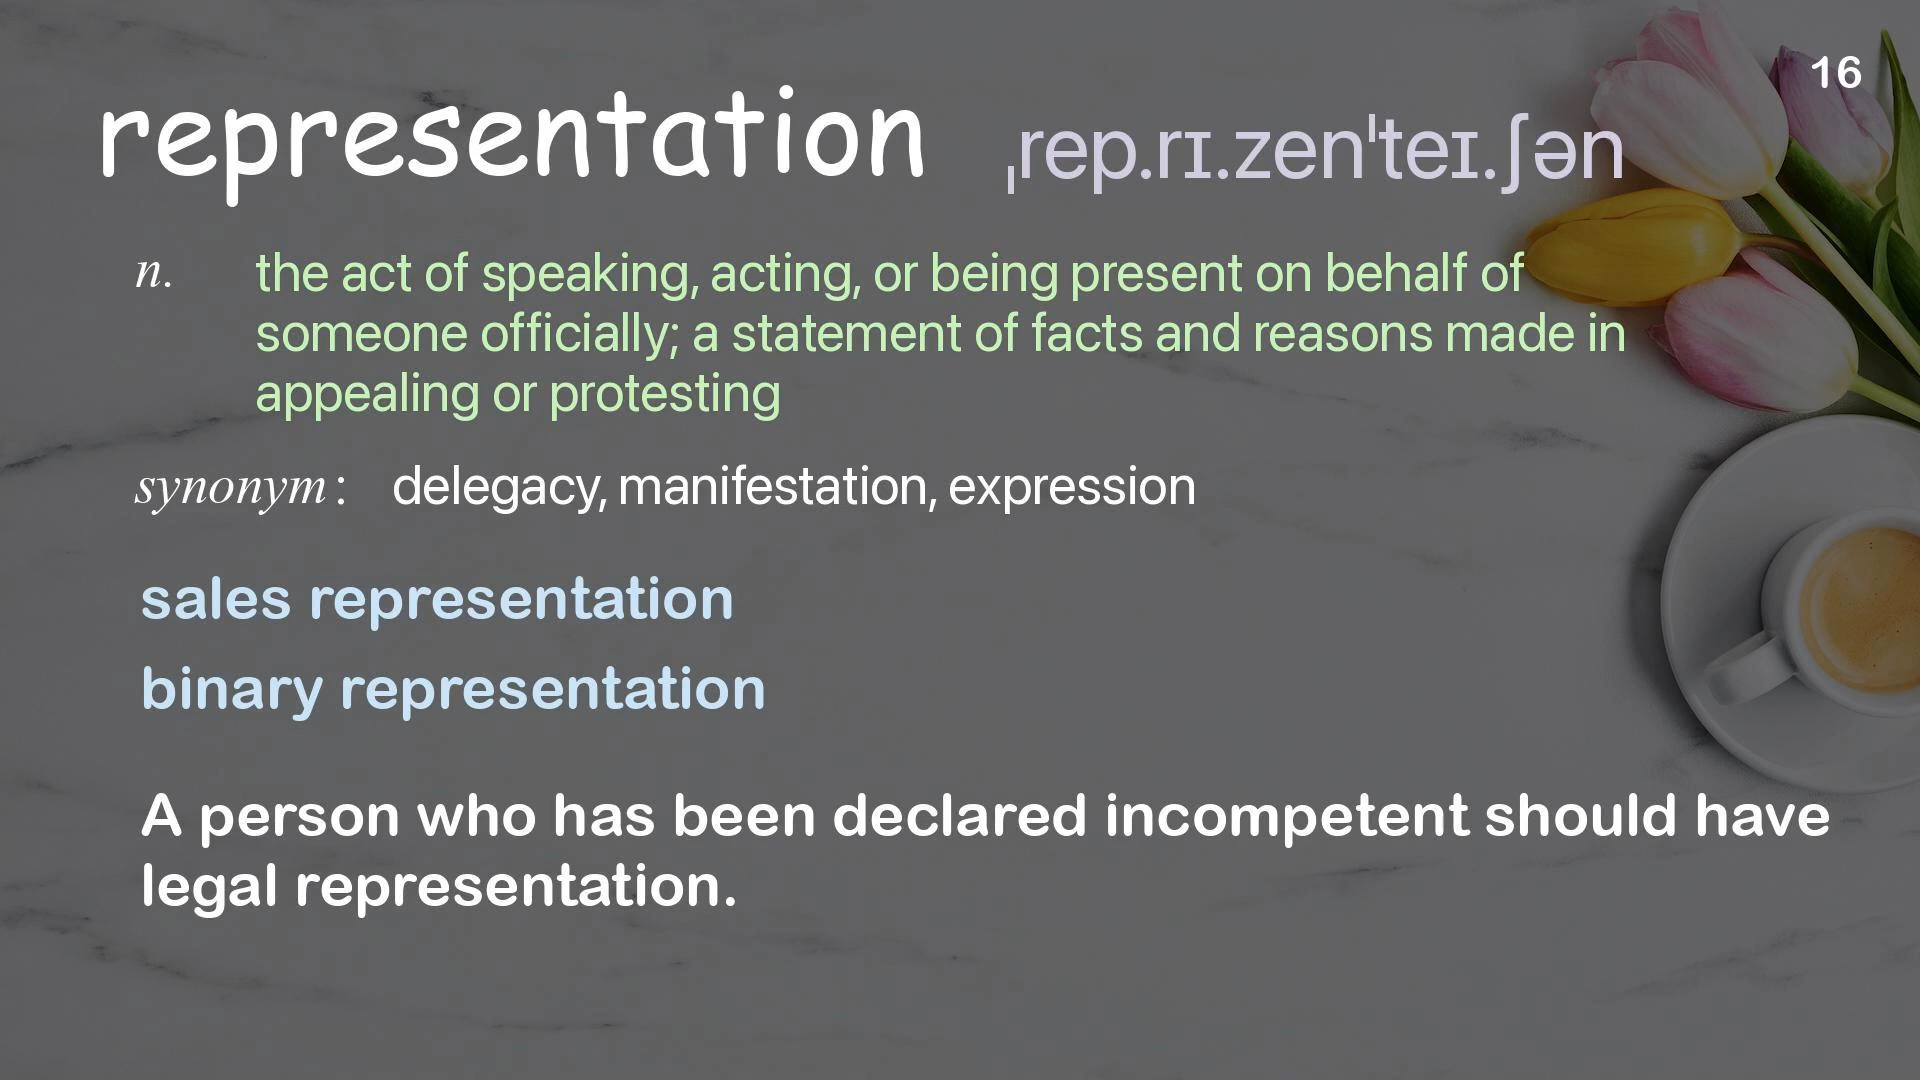 16
representation ˌrep.rɪ.zenˈteɪ.ʃən
n. the act of speaking, acting, or being present on behalf of
someone officially; a statement of facts and reasons made in
appealing or protesting
synonym : delegacy, manifestation, expression
sales representation
binary representation
A person who has been declared incompetent should have
legal representation.